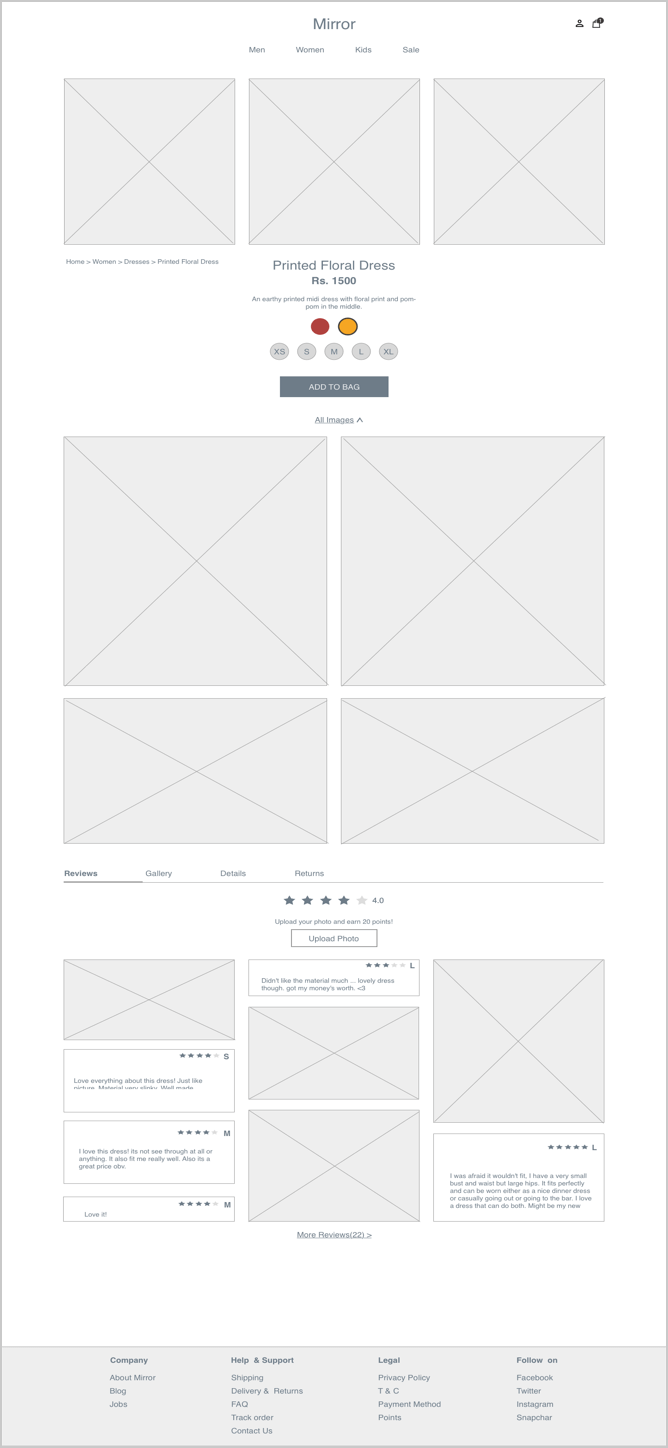 Mirror
1
Men Women Kids Sale
Home > Women > Dresses > Printed Floral Dress
Printed Floral Dress
Rs. 1500
An earthy printed midi dress with floral print and pom-
pom in the middle.
XS S M L XL
ADD TO BAG
All Images
Reviews Gallery Details Returns
4.0
Upload your photo and earn 20 points!
Upload Photo
S
Love everything about this dress! Just like
picture. Material very slinky. Well made
M
I love this dress! its not see through at all or
anything. It also fit me really well. Also its a
great price obv.
M
Love it!
L
Didn't like the material much ... lovely dress
though. got my money's worth. <3
L
I was afraid it wouldn't fit, I have a very small
bust and waist but large hips. It fits perfectly
and can be worn either as a nice dinner dress
or casually going out or going to the bar. I love
a dress that can do both. Might be my new
More Reviews(22) >
Company
About Mirror
Blog
Jobs
Help & Support
Shipping
Delivery & Returns
FAQ
Track order
Contact Us
Legal
Privacy Policy
T & C
Payment Method
Points
Follow on
Facebook
Twitter
Instagram
Snapchar